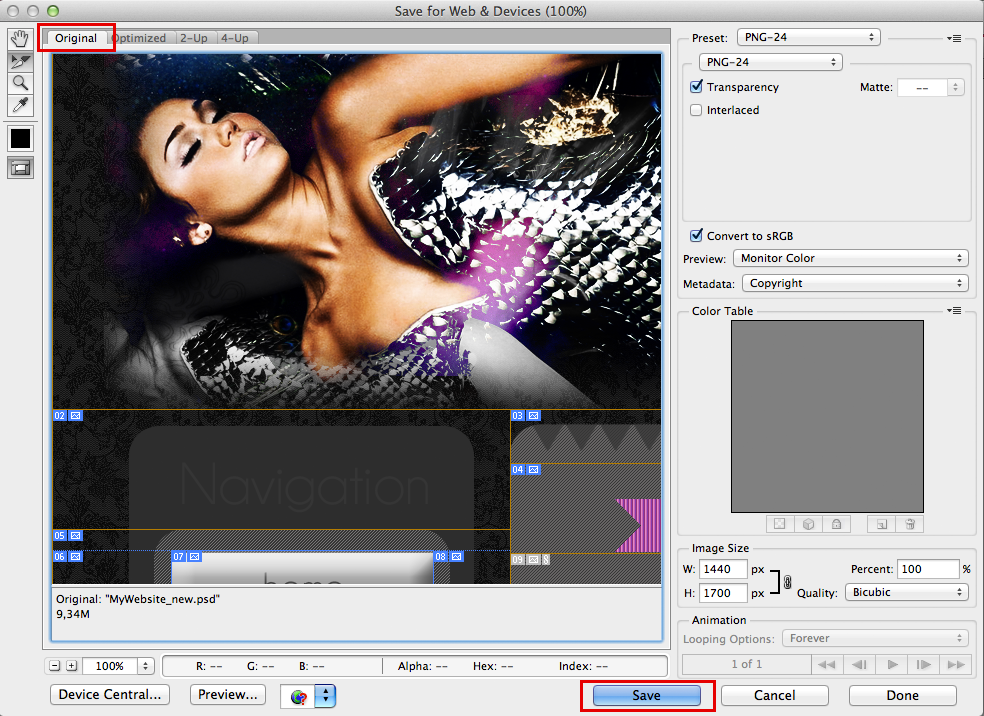 Save for Web & Devices (100%)
Original
Optimized
2-Up
4-Up
Preset: PNG-24
PNG-24
Transparency
Matte: --
Interlaced
Convert to sRGB
Preview: Monitor Color
Metadata: Copyright
Color Table
02
03
Navigation
04
05
06
07
08
09
home
Image Size
W: 1440 px
Percent: 100 %
H: 1700 px
Quality: Bicubic
Original: "MyWebsite_new.psd"
9,34M
Animation
Looping Options: Forever
1 of 1
100%
R: --
G: --
B: --
Alpha: --
Hex: --
Index: --
Device Central...
Preview...
Save
Cancel
Done